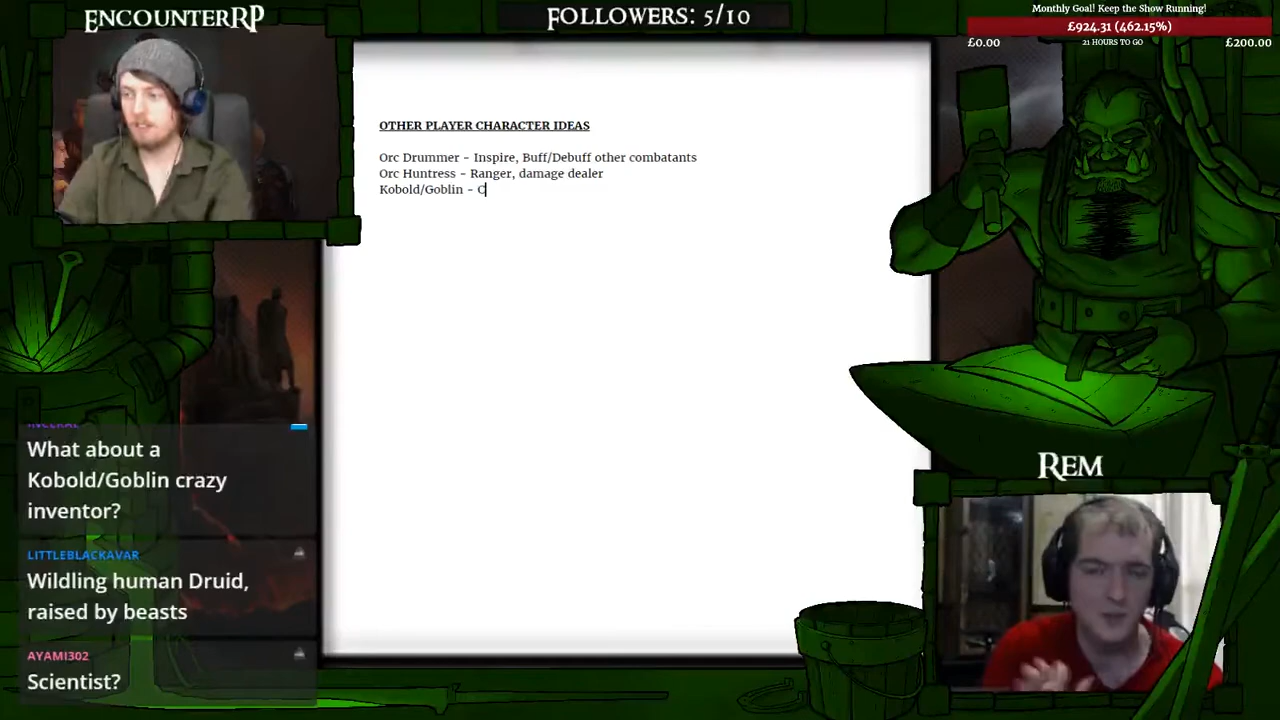 ENCOUNTERRP
FOLLOWERS: 5/10
Monthly Goal! Keep the Show Running!
£924.31 (462.15%)
£0.00
21 HOURS TO GO
£200.00
OTHER PLAYER CHARACTER IDEAS
Orc Drummer - Inspire, Buff/Debuff other combatants
Orc Huntress - Ranger, damage dealer
Kobold/Goblin - C
What about a
Kobold/Goblin crazy
inventor?
LITTLEBLACKAVAR
Wildling human Druid,
raised by beasts
AYAMI302
Scientist?
REM